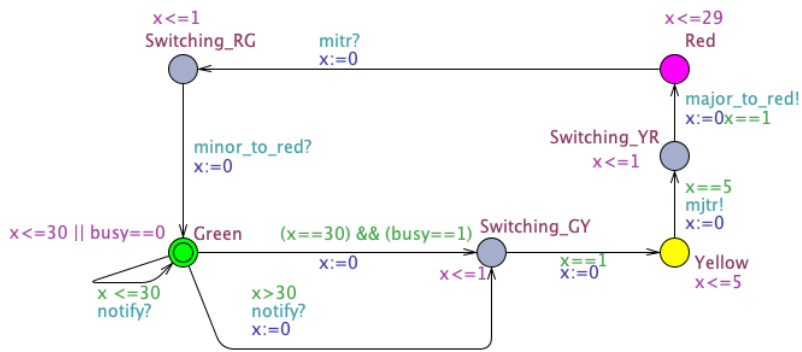 x<=1
Switching_RG
mitr?
x:=0
x<=29
Red
major_to_red!
x:=0x==1
Switching_YR
x<=1
minor_to_red?
x:=0
x==5
mjtr!
x:=0
x<=30 || busy==0
Green
(x==30) && (busy==1)
x:=0
Switching_GY
x<=1
x==1
x:=0
Yellow
x<=5
x <=30
notify?
x>30
notify?
x:=0